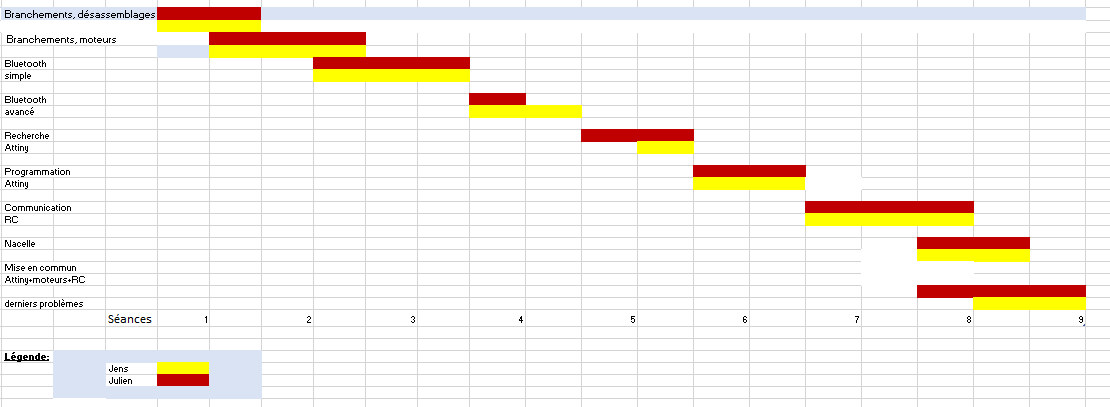 Branchements, désassemblages
Branchements, moteurs
Bluetooth
simple
Bluetooth
avancé
Recherche
Attiny
Programmation
Attiny
Communication
RC
Nacelle
Mise en commun
Attiny+moteurs+RC
derniers problèmes
Séances 1 2 3 4 5 6 7 8 9
Légende:
Jens
Julien